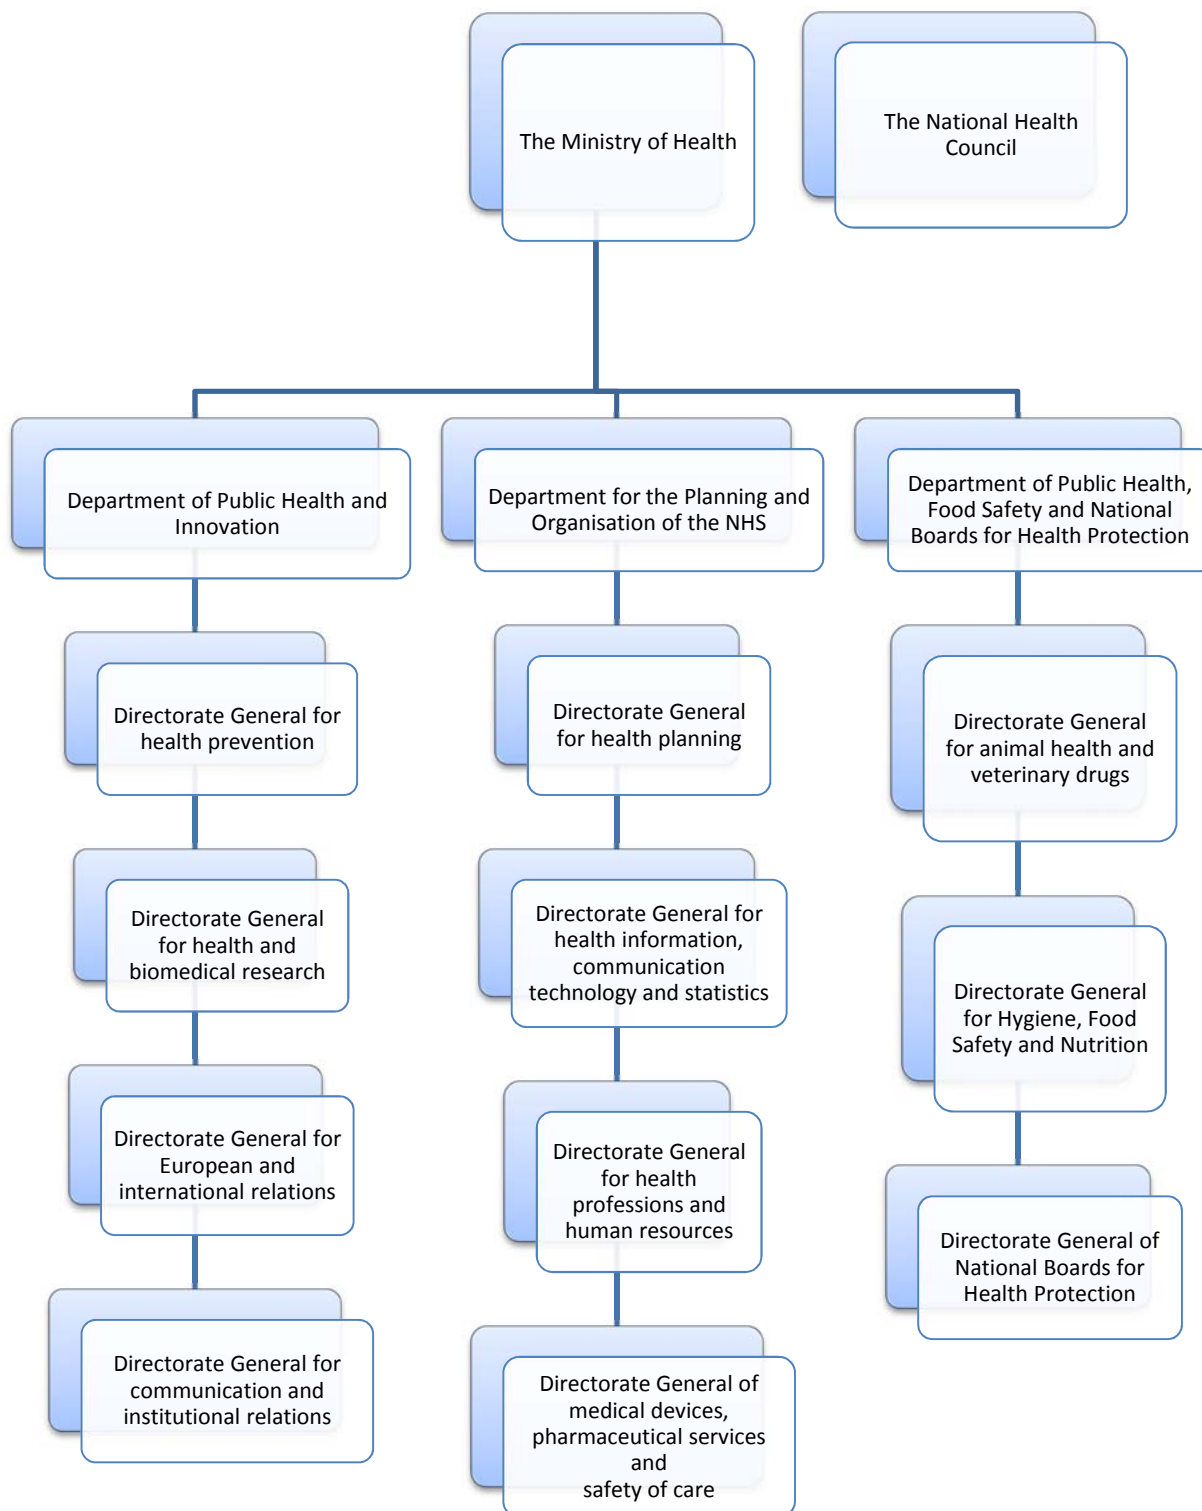 The Ministry of Health
The National Health
Council
Department of Public Health and
Innovation
Department for the Planning and
Organisation of the NHS
Department of Public Health,
Food Safety and National
Boards for Health Protection
Directorate General for
health prevention
Directorate General
for health planning
Directorate General
for animal health and
veterinary drugs
Directorate General
for health and
biomedical research
Directorate General for
health information,
communication
technology and statistics
Directorate General
for Hygiene, Food
Safety and Nutrition
Directorate General for
European and
international relations
Directorate General
for health
professions and
human resources
Directorate General of
National Boards for
Health Protection
Directorate General for
communication and
institutional relations
Directorate General of
medical devices,
pharmaceutical services
and
safety of care